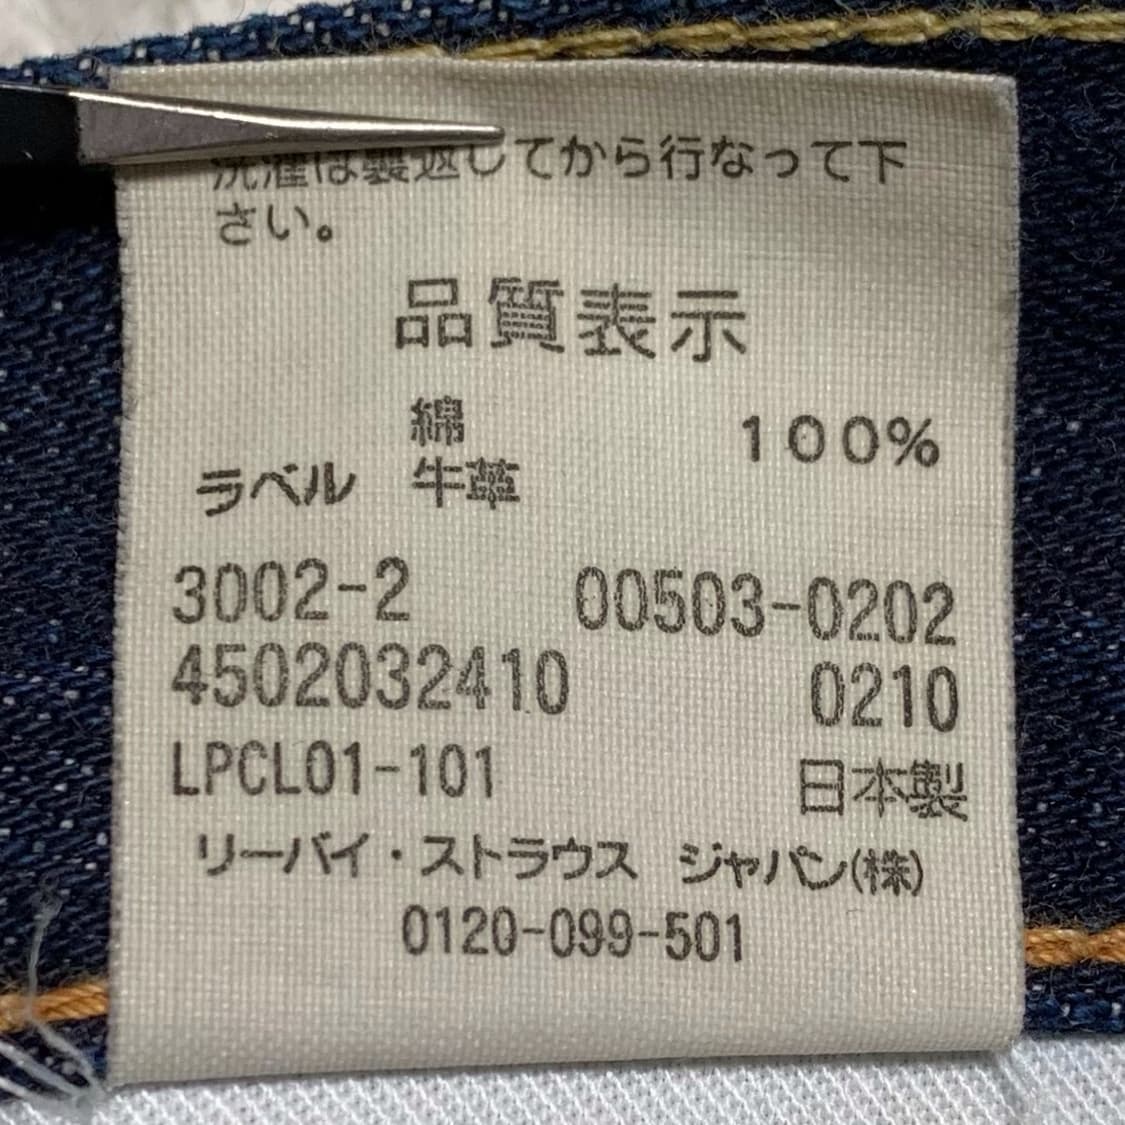 洗濯は裏返してから行なって下
さい。
品質表示
綿 100%
ラベル 牛革
3002-2 00503-0202
4502032410 0210
LPCL01-101 日本製
リーバイ・ストラウス ジャパン(株)
0120-099-501